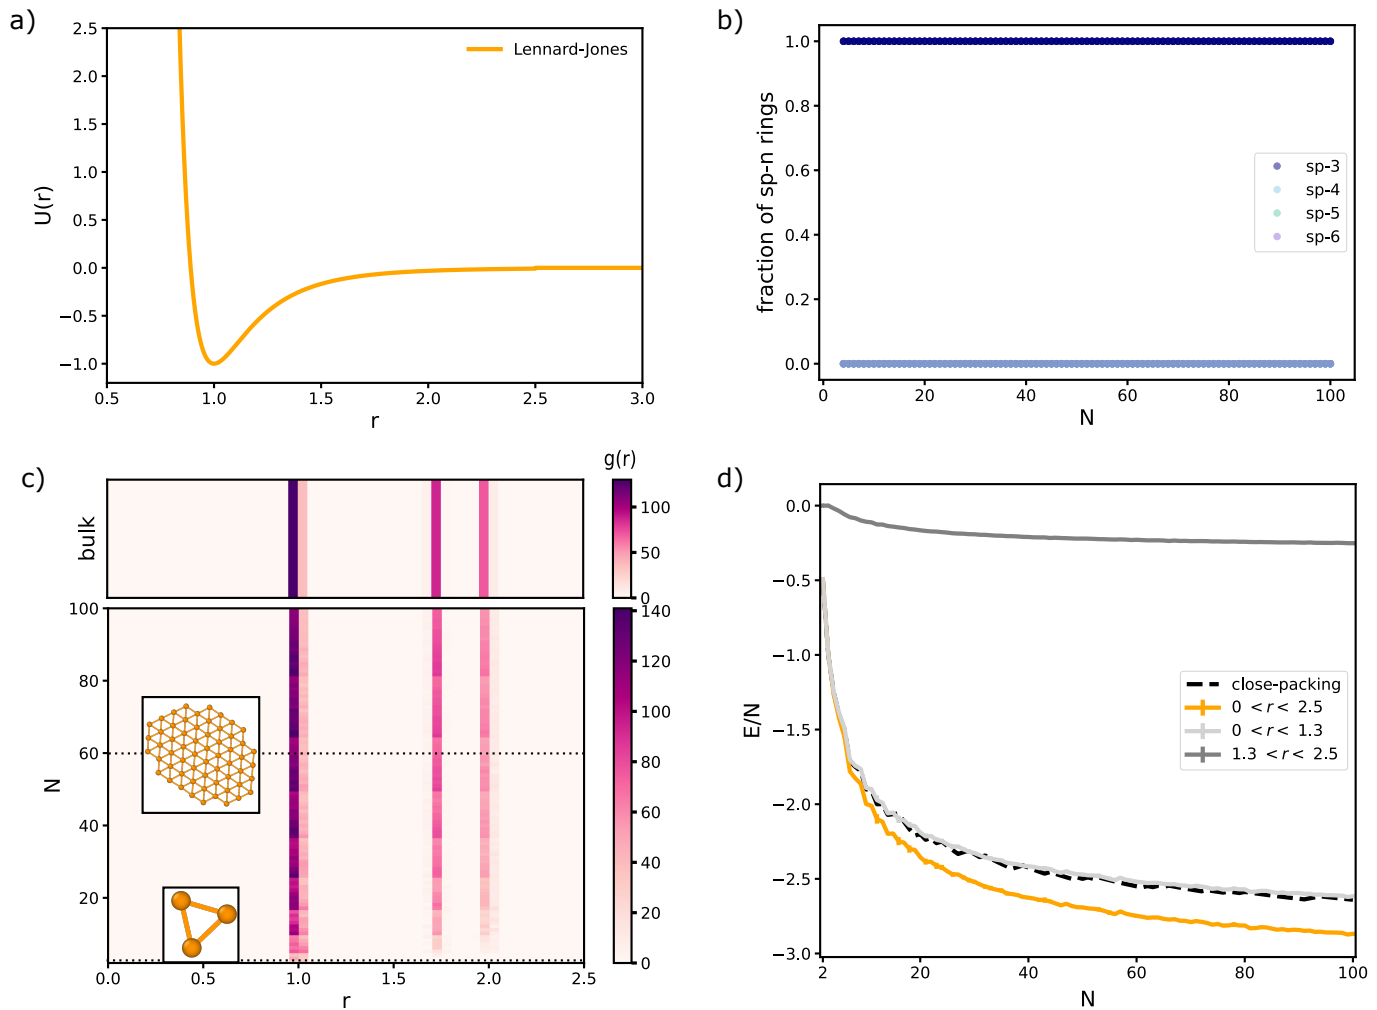 a)
2.5
2.0
1.5
1.0
0.5
0.0
−0.5
−1.0
U(r)
Lennard-Jones
0.5
1.0
1.5
2.0
2.5
3.0
r
b)
1.0
0.8
0.6
0.4
0.2
0.0
fraction of sp-n rings
sp-3
sp-4
sp-5
sp-6
0
20
40
60
80
100
N
c)
bulk
g(r)
100
50
0
100
80
60
40
20
N
140
120
100
80
60
40
20
0
0.0
0.5
1.0
1.5
2.0
2.5
r
d)
0.0
−0.5
−1.0
−1.5
−2.0
−2.5
−3.0
E/N
close-packing
0 < r < 2.5
0 < r < 1.3
1.3 < r < 2.5
2
20
40
60
80
100
N